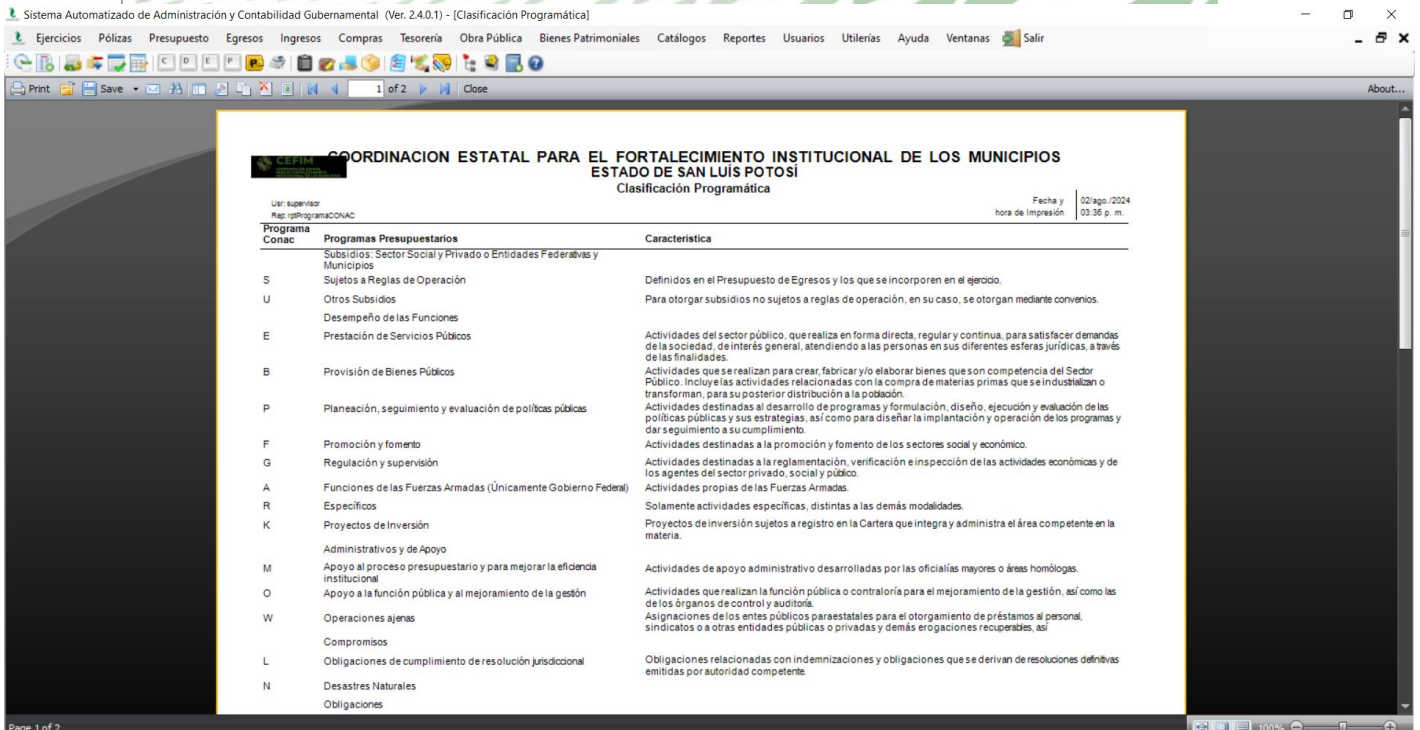 Sistema Automatizado de Administración y Contabilidad Gubernamental (Ver. 2.4.0.1) - [Clasificación Programática]
Ejercicios Pólizas Presupuesto Egresos Ingresos Compras Tesorería Obra Pública Bienes Patrimoniales Catálogos Reportes Usuarios Utilerías Ayuda Ventanas Salir
C D E P P
Print Save 1 of 2 Close About...
CEFIM
COORDINACION ESTATAL PARA EL FORTALECIMIENTO INSTITUCIONAL DE LOS MUNICIPIOS
ESTADO DE SAN LUÍS POTOSÍ
Clasificación Programática
Usr: supervisor
Rep: rptProgramaCONAC
Fecha y 02/ago./2024
hora de Impresión 03:36 p. m.
Programa
Conac Programas Presupuestarios Caracteristica
Subsidios: Sector Social y Privado o Entidades Federativas y
Municipios
S Sujetos a Reglas de Operación Definidos en el Presupuesto de Egresos y los que se incorporen en el ejercicio.
U Otros Subsidios Para otorgar subsidios no sujetos a reglas de operación, en su caso, se otorgan mediante convenios.
Desempeño de las Funciones
E Prestación de Servicios Públicos Actividades del sector público, que realiza en forma directa, regular y continua, para satisfacer demandas
de la sociedad, de interés general, atendiendo a las personas en sus diferentes esferas jurídicas, a través
de las finalidades.
B Provisión de Bienes Públicos Actividades que se realizan para crear, fabricar y/o elaborar bienes que son competencia del Sector
Público. Incluye las actividades relacionadas con la compra de materias primas que se industrializan o
transforman, para su posterior distribución a la población.
P Planeación, seguimiento y evaluación de políticas públicas Actividades destinadas al desarrollo de programas y formulación, diseño, ejecución y evaluación de las
políticas públicas y sus estrategias, así como para diseñar la implantación y operación de los programas y
dar seguimiento a su cumplimiento.
F Promoción y fomento Actividades destinadas a la promoción y fomento de los sectores social y económico.
G Regulación y supervisión Actividades destinadas a la reglamentación, verificación e inspección de las actividades económicas y de
los agentes del sector privado, social y público.
A Funciones de las Fuerzas Armadas (Únicamente Gobierno Federal) Actividades propias de las Fuerzas Armadas.
R Específicos Solamente actividades específicas, distintas a las demás modalidades.
K Proyectos de Inversión Proyectos de inversión sujetos a registro en la Cartera que integra y administra el área competente en la
materia.
Administrativos y de Apoyo
M Apoyo al proceso presupuestario y para mejorar la eficiencia
institucional Actividades de apoyo administrativo desarrolladas por las oficialías mayores o áreas homólogas.
O Apoyo a la función pública y al mejoramiento de la gestión Actividades que realizan la función pública o contraloría para el mejoramiento de la gestión, así como las
de los órganos de control y auditoría.
W Operaciones ajenas Asignaciones de los entes públicos paraestatales para el otorgamiento de préstamos al personal,
sindicatos o a otras entidades públicas o privadas y demás erogaciones recuperables, así
Compromisos
L Obligaciones de cumplimiento de resolución jurisdiccional Obligaciones relacionadas con indemnizaciones y obligaciones que se derivan de resoluciones definitivas
emitidas por autoridad competente.
N Desastres Naturales
Obligaciones
Page 1 of 2 100%